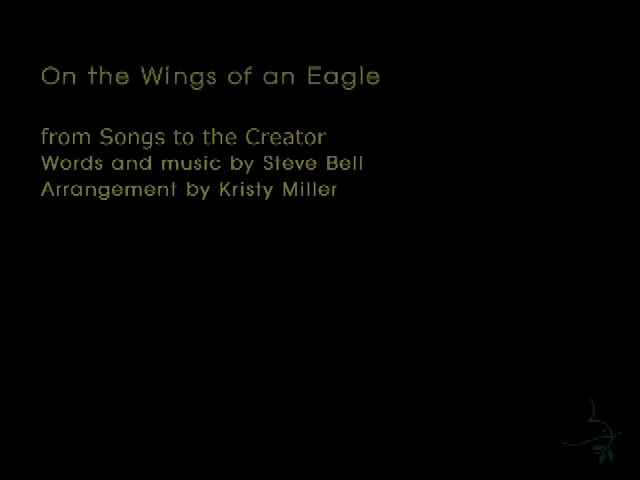 On the Wings of an Eagle
from Songs to the Creator
Words and music by Steve Bell
Arrangement by Kristy Miller